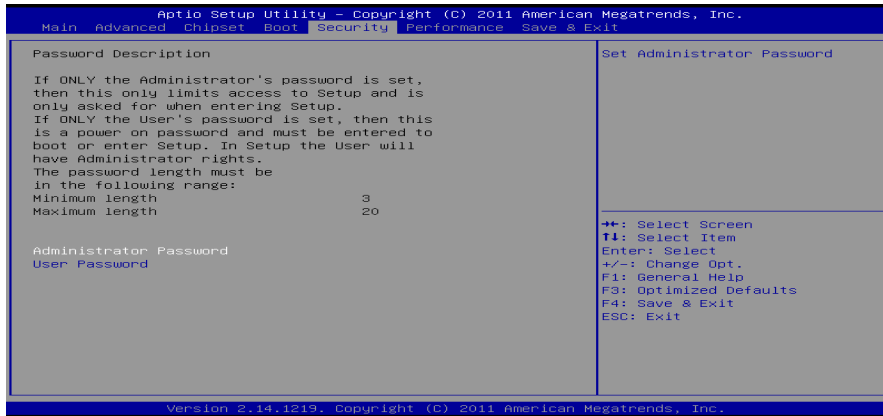 Aptio Setup Utility – Copyright (C) 2011 American Megatrends, Inc.
Main Advanced Chipset Boot Security Performance Save & Exit
Password Description
If ONLY the Administrator's password is set,
then this only limits access to Setup and is
only asked for when entering Setup.
If ONLY the User's password is set, then this
is a power on password and must be entered to
boot or enter Setup. In Setup the User will
have Administrator rights.
The password length must be
in the following range:
Minimum length 3
Maximum length 20
Administrator Password
User Password
Set Administrator Password
→←: Select Screen
↑↓: Select Item
Enter: Select
+/-: Change Opt.
F1: General Help
F3: Optimized Defaults
F4: Save & Exit
ESC: Exit
Version 2.14.1219. Copyright (C) 2011 American Megatrends, Inc.